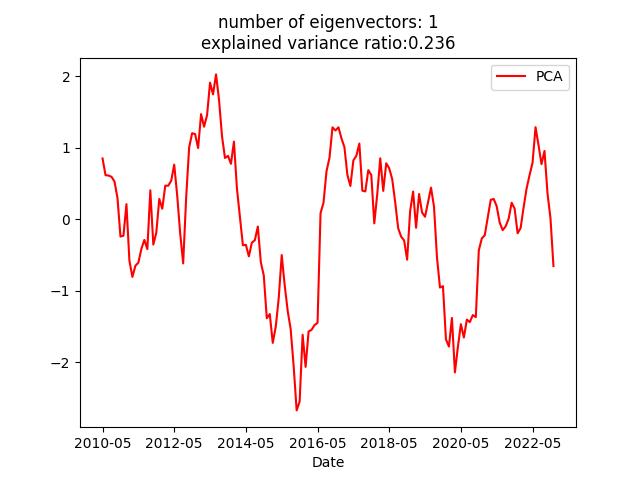 number of eigenvectors: 1
explained variance ratio:0.236
PCA
2
1
0
−1
−2
2010-05 2012-05 2014-05 2016-05 2018-05 2020-05 2022-05
Date